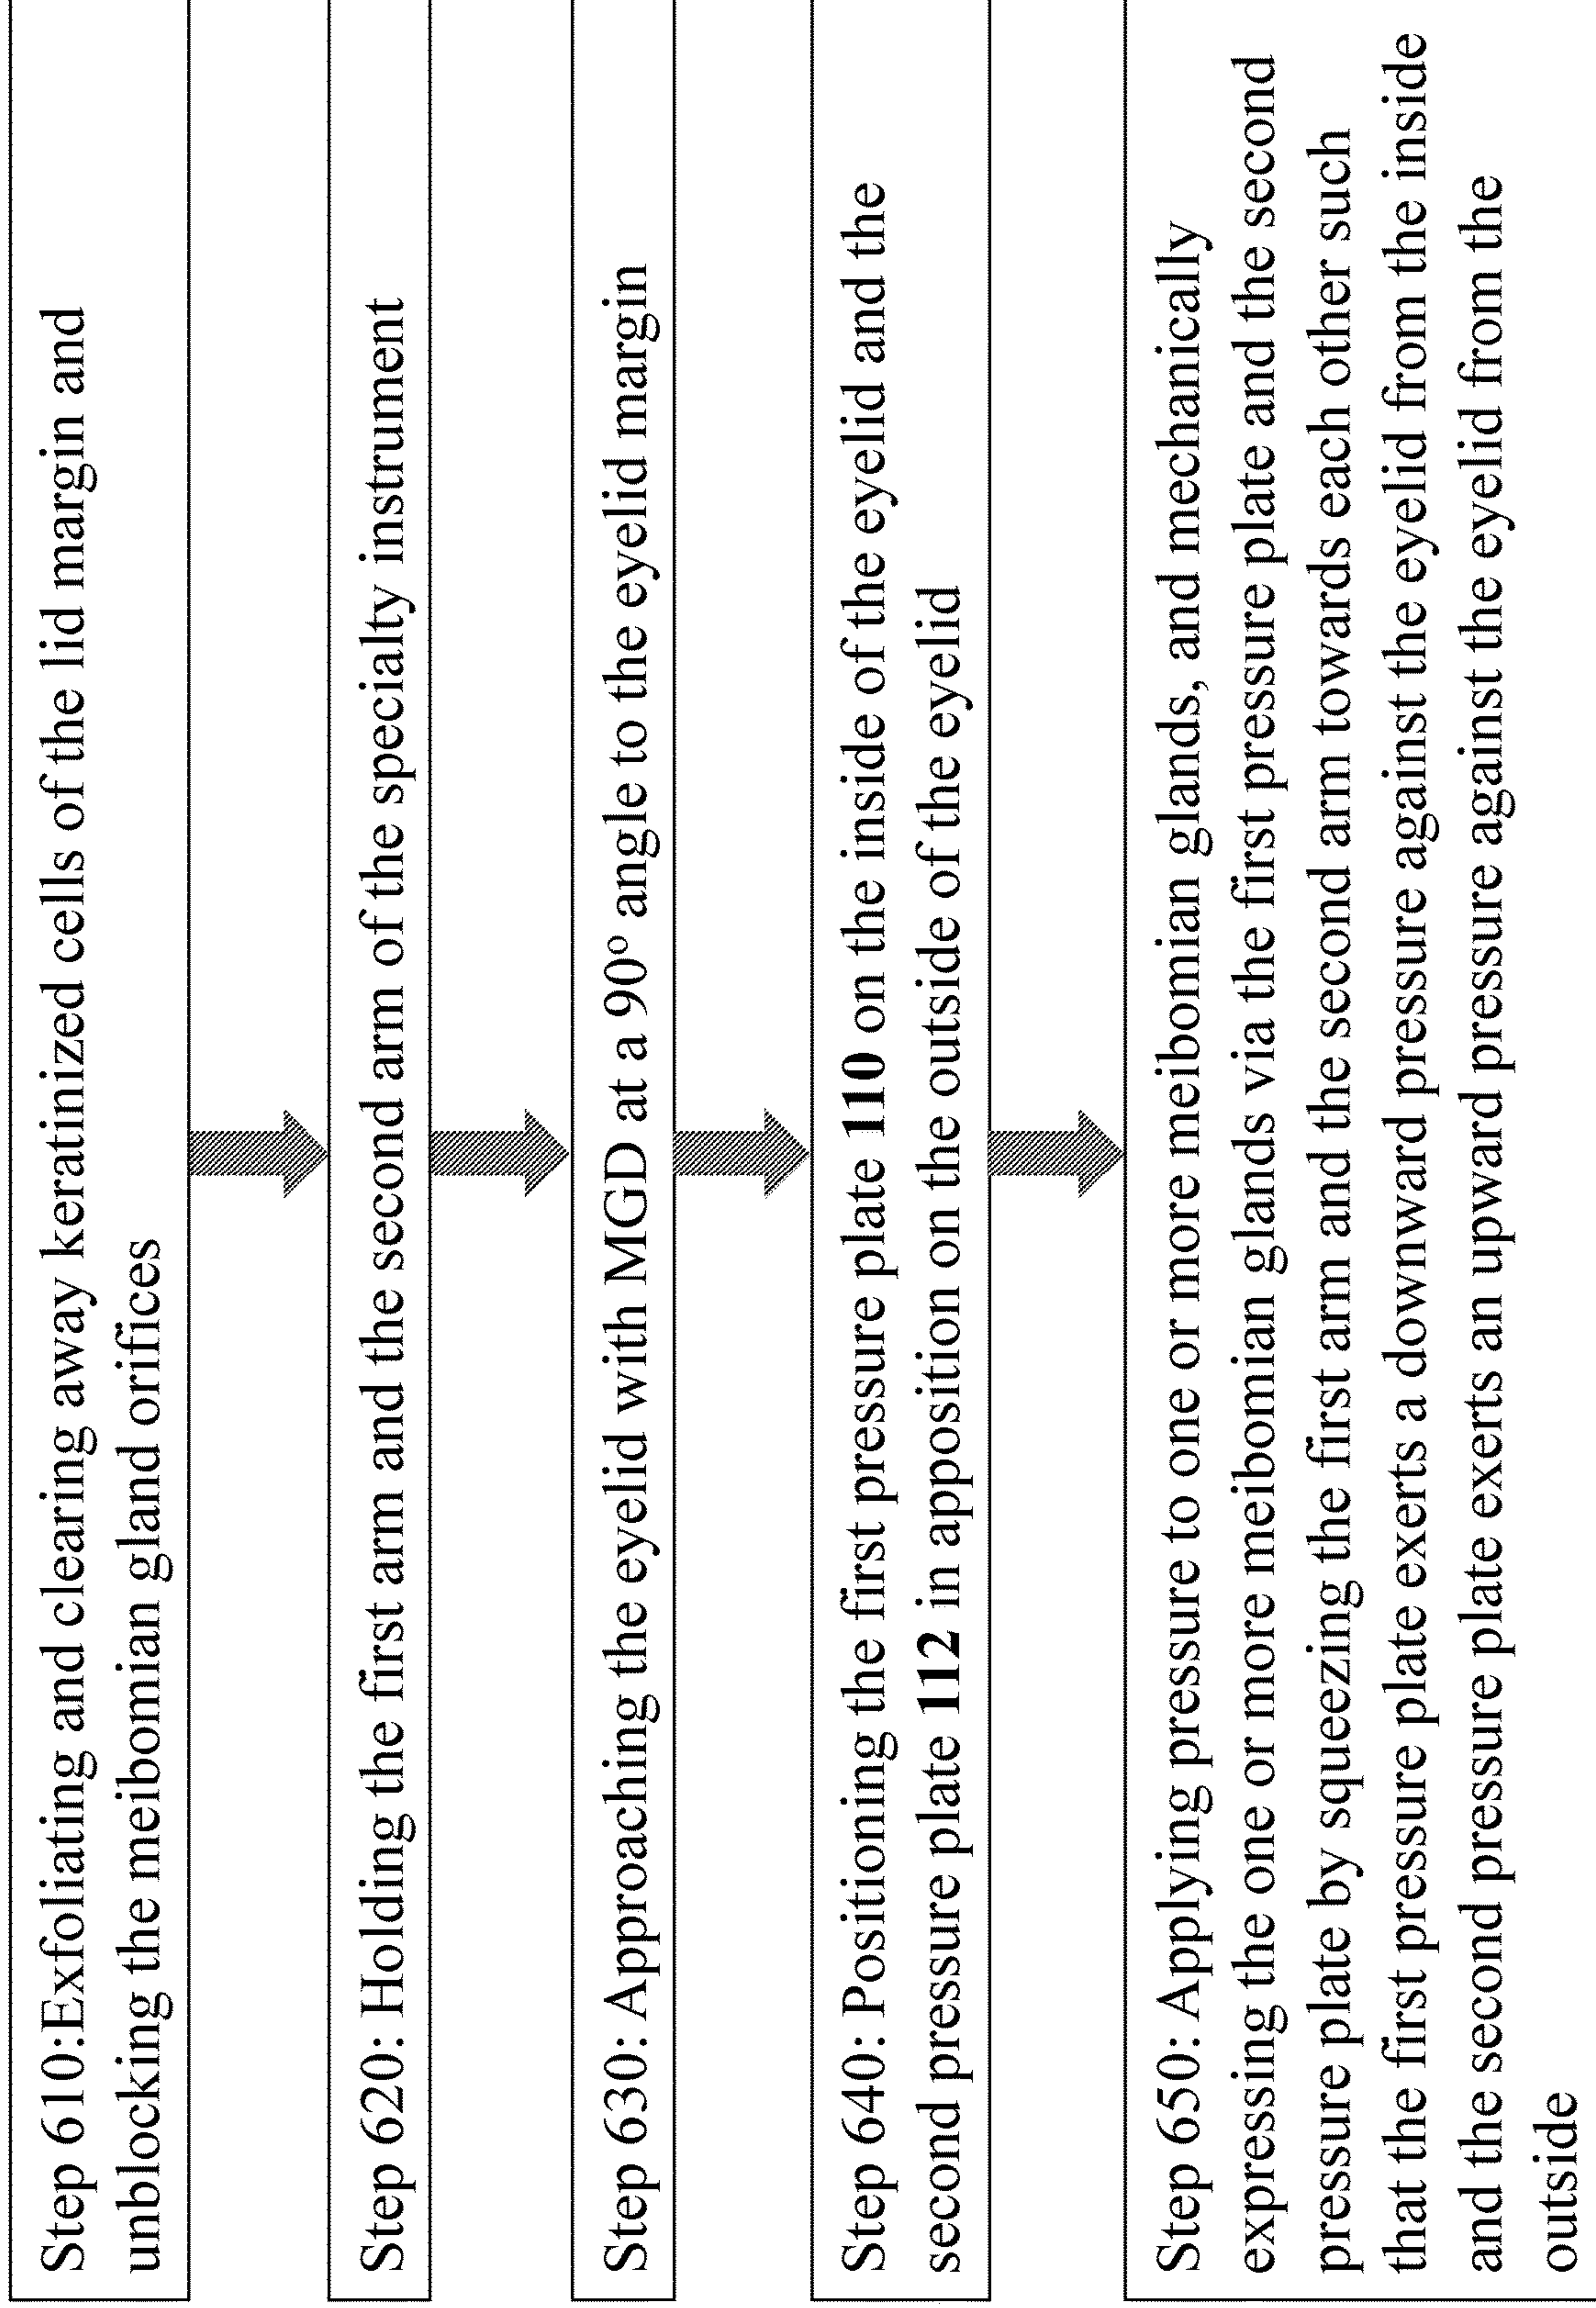 Step 610:Exfoliating and clearing away keratinized cells of the lid margin and
unblocking the meibomian gland orifices
Step 620: Holding the first arm and the second arm of the specialty instrument
Step 630: Approaching the eyelid with MGD at a 90º angle to the eyelid margin
Step 640: Positioning the first pressure plate 110 on the inside of the eyelid and the
second pressure plate 112 in apposition on the outside of the eyelid
Step 650: Applying pressure to one or more meibomian glands, and mechanically
expressing the one or more meibomian glands via the first pressure plate and the second
pressure plate by squeezing the first arm and the second arm towards each other such
that the first pressure plate exerts a downward pressure against the eyelid from the inside
and the second pressure plate exerts an upward pressure against the eyelid from the
outside